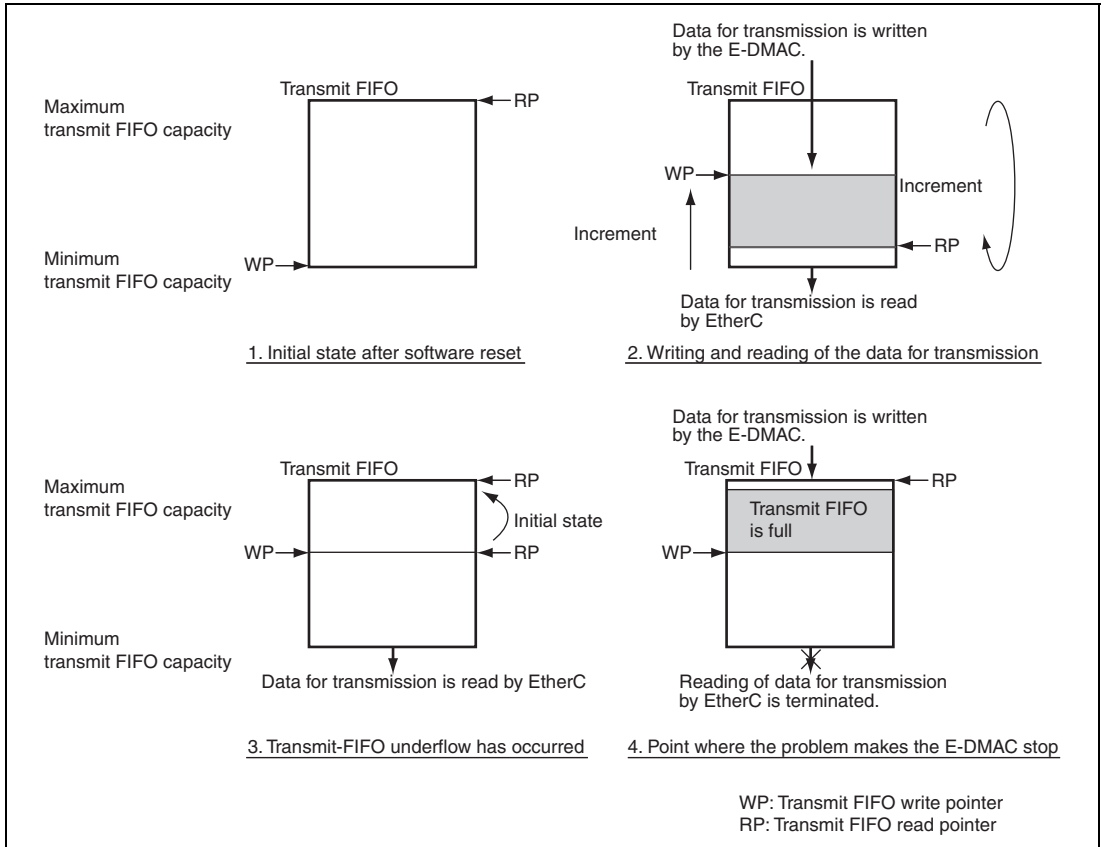 Transmit FIFO
RP
Maximum
transmit FIFO capacity
Minimum
transmit FIFO capacity
WP
1. Initial state after software reset
Data for transmission is written
by the E-DMAC.
Transmit FIFO
WP
Increment
Increment
RP
Data for transmission is read
by EtherC
2. Writing and reading of the data for transmission
Transmit FIFO
RP
Maximum
transmit FIFO capacity
Initial state
WP
RP
Minimum
transmit FIFO capacity
Data for transmission is read by EtherC
3. Transmit-FIFO underflow has occurred
Data for transmission is written
by the E-DMAC.
Transmit FIFO
RP
Transmit FIFO
is full
WP
Reading of data for transmission
by EtherC is terminated.
4. Point where the problem makes the E-DMAC stop
WP: Transmit FIFO write pointer
RP: Transmit FIFO read pointer